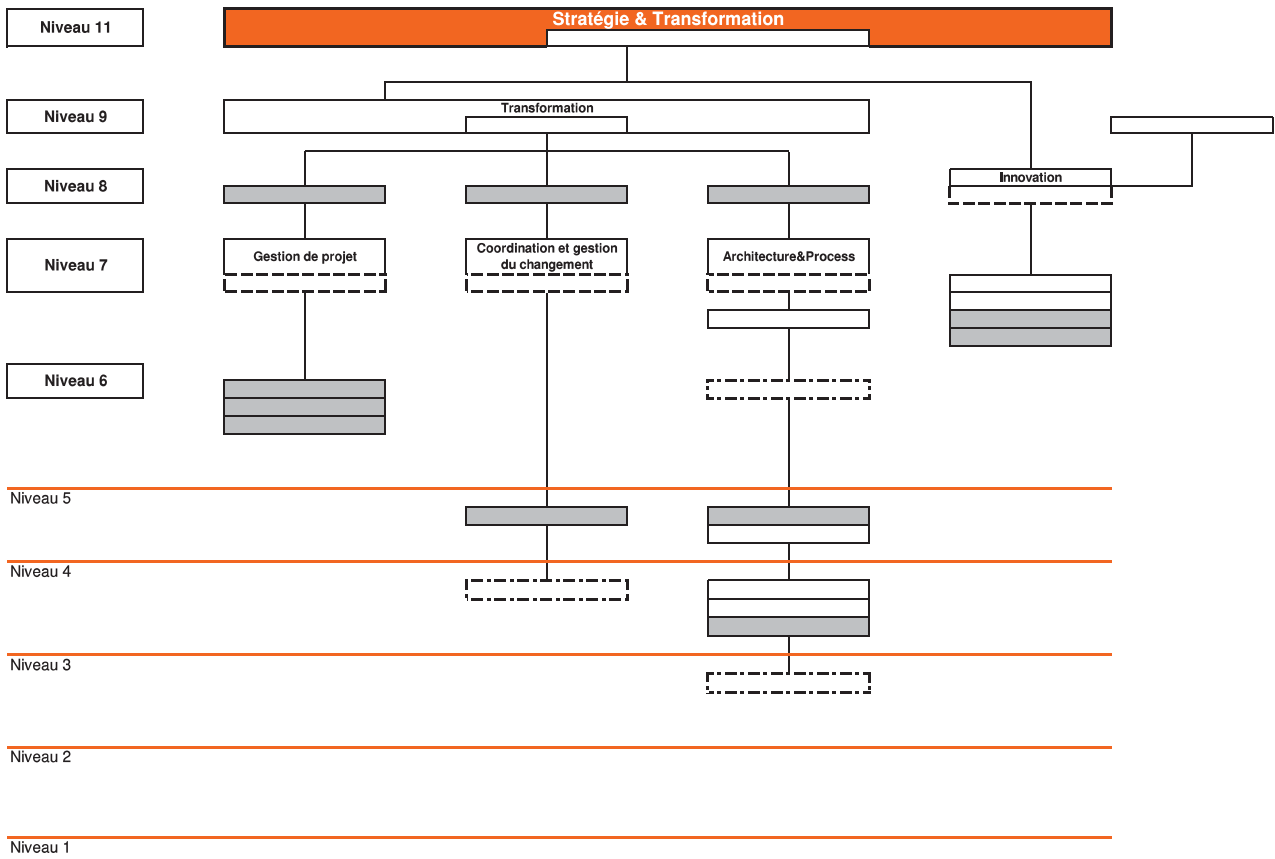 Niveau 11
Stratégie & Transformation
Niveau 9
Transformation
Niveau 8
Innovation
Niveau 7
Gestion de projet
Coordination et gestion
du changement
Architecture&Process
Niveau 6
Niveau 5
Niveau 4
Niveau 3
Niveau 2
Niveau 1